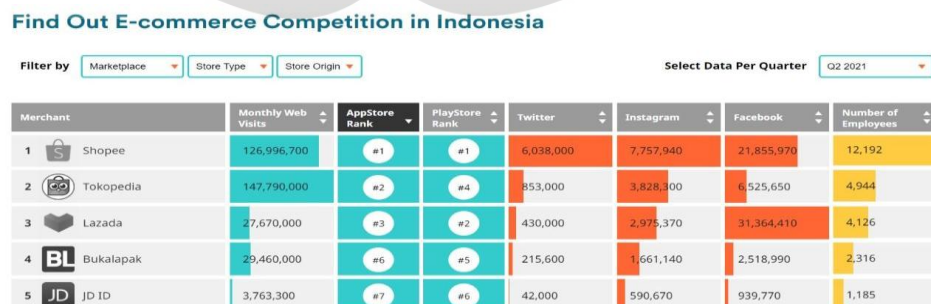 Find Out E-commerce Competition in Indonesia
Filter by Marketplace Store Type Store Origin Select Data Per Quarter Q2 2021
Merchant Monthly Web Visits AppStore Rank PlayStore Rank Twitter Instagram Facebook Number of Employees
1 S Shopee 126,996,700 #1 #1 6,038,000 7,757,940 21,855,970 12,192
2 Tokopedia 147,790,000 #2 #4 853,000 3,828,300 6,525,650 4,944
3 Lazada 27,670,000 #3 #2 430,000 2,975,370 31,364,410 4,126
4 BL Bukalapak 29,460,000 #6 #5 215,600 1,661,140 2,518,990 2,316
5 JD JD ID 3,763,300 #7 #6 42,000 590,670 939,770 1,185